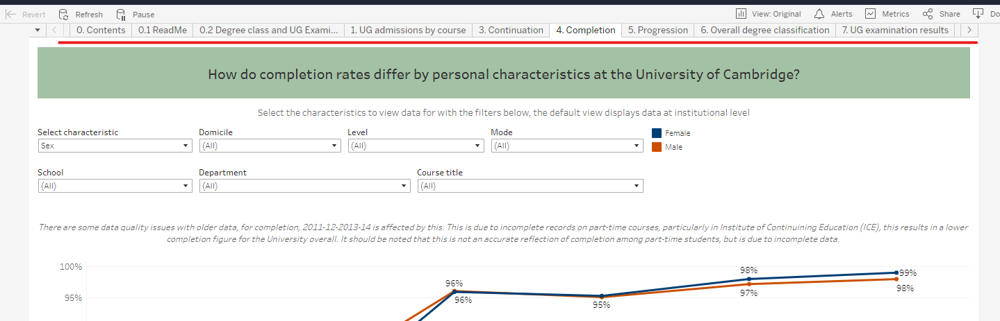 Revert Refresh Pause View: Original Alerts Metrics Share Do
0. Contents 0.1 ReadMe 0.2 Degree class and UG Exami... 1. UG admissions by course 3. Continuation 4. Completion 5. Progression 6. Overall degree classification 7. UG examination results
How do completion rates differ by personal characteristics at the University of Cambridge?
Select the characteristics to view data for with the filters below, the default view displays data at institutional level
Select characteristic Domicile Level Mode Female
Sex (All) (All) (All) Male
School Department Course title
(All) (All) (All)
There are some data quality issues with older data, for completion, 2011-12-2013-14 is affected by this. This is due to incomplete records on part-time courses, particularly in Institute of Continuining Education (ICE), this results in a lower
completion figure for the University overall. It should be noted that this is not an accurate reflection of completion among part-time students, but is due to incomplete data.
100% 98% 99%
96% 98%
95% 96% 95% 97%